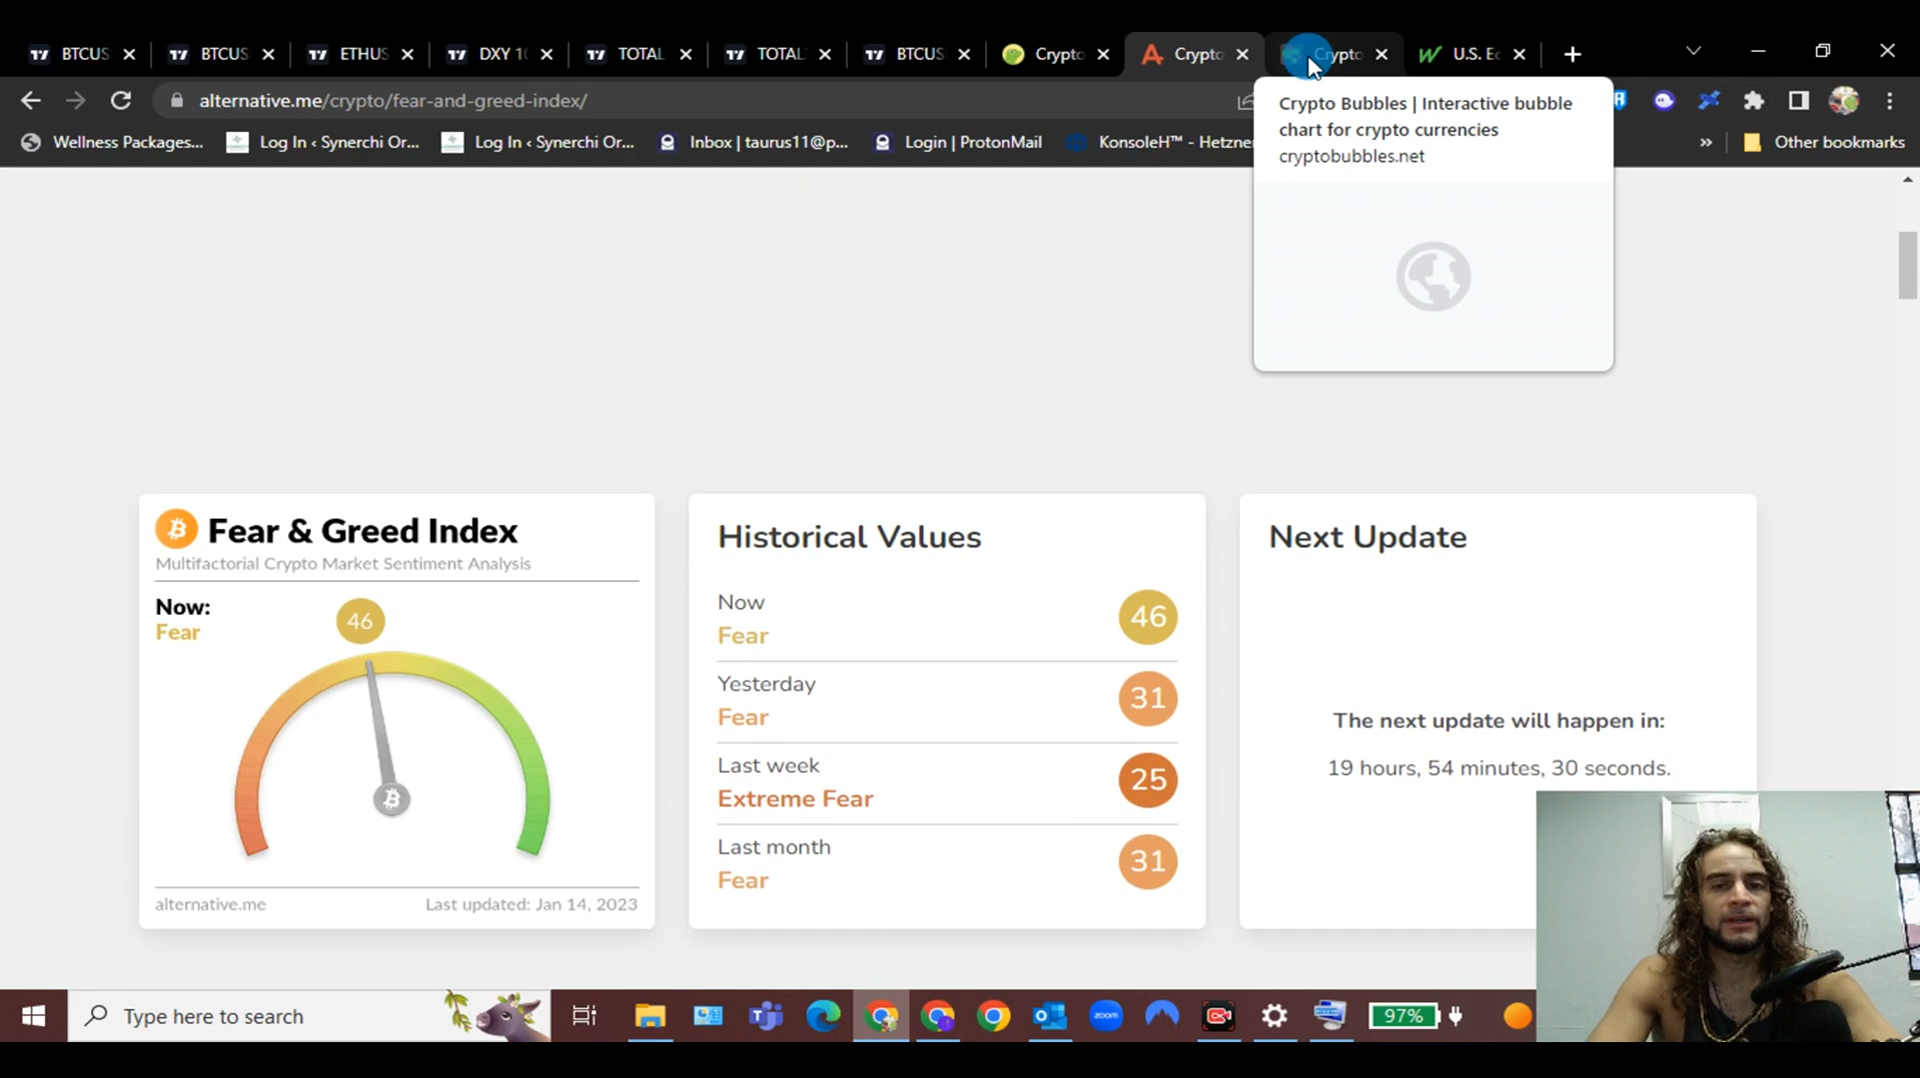 BTCUS
BTCUS
ETHUS
DXY 1
TOTAL
TOTAL
BTCUS
Crypto
Crypto
Crypto
U.S. Ec
alternative.me/crypto/fear-and-greed-index/
Crypto Bubbles | Interactive bubble
chart for crypto currencies
cryptobubbles.net
Wellness Packages...
Log In ‹ Synerchi Or...
Log In ‹ Synerchi Or...
Inbox | taurus11@p...
Login | ProtonMail
KonsoleH™ - Hetzne
»
Other bookmarks
Fear & Greed Index
Multifactorial Crypto Market Sentiment Analysis
Now:
Fear
46
alternative.me
Last updated: Jan 14, 2023
Historical Values
Now
Fear
46
Yesterday
Fear
31
Last week
Extreme Fear
25
Last month
Fear
31
Next Update
The next update will happen in:
19 hours, 54 minutes, 30 seconds.
Type here to search
zoom
97%